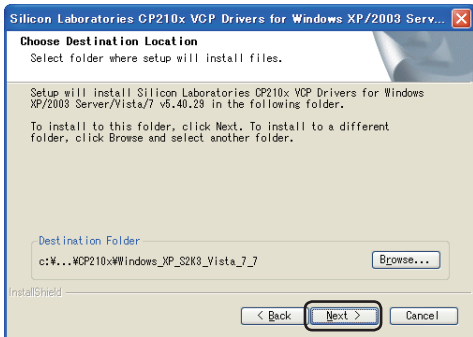 Silicon Laboratories CP210x VCP Drivers for Windows XP/2003 Serv...
Choose Destination Location
Select folder where setup will install files.
Setup will install Silicon Laboratories CP210x VCP Drivers for Windows
XP/2003 Server/Vista/7 v5.40.29 in the following folder.
To install to this folder, click Next. To install to a different
folder, click Browse and select another folder.
Destination Folder
c:¥...¥CP210x¥Windows_XP_S2K3_Vista_7_7
Browse...
InstallShield
< Back
Next >
Cancel